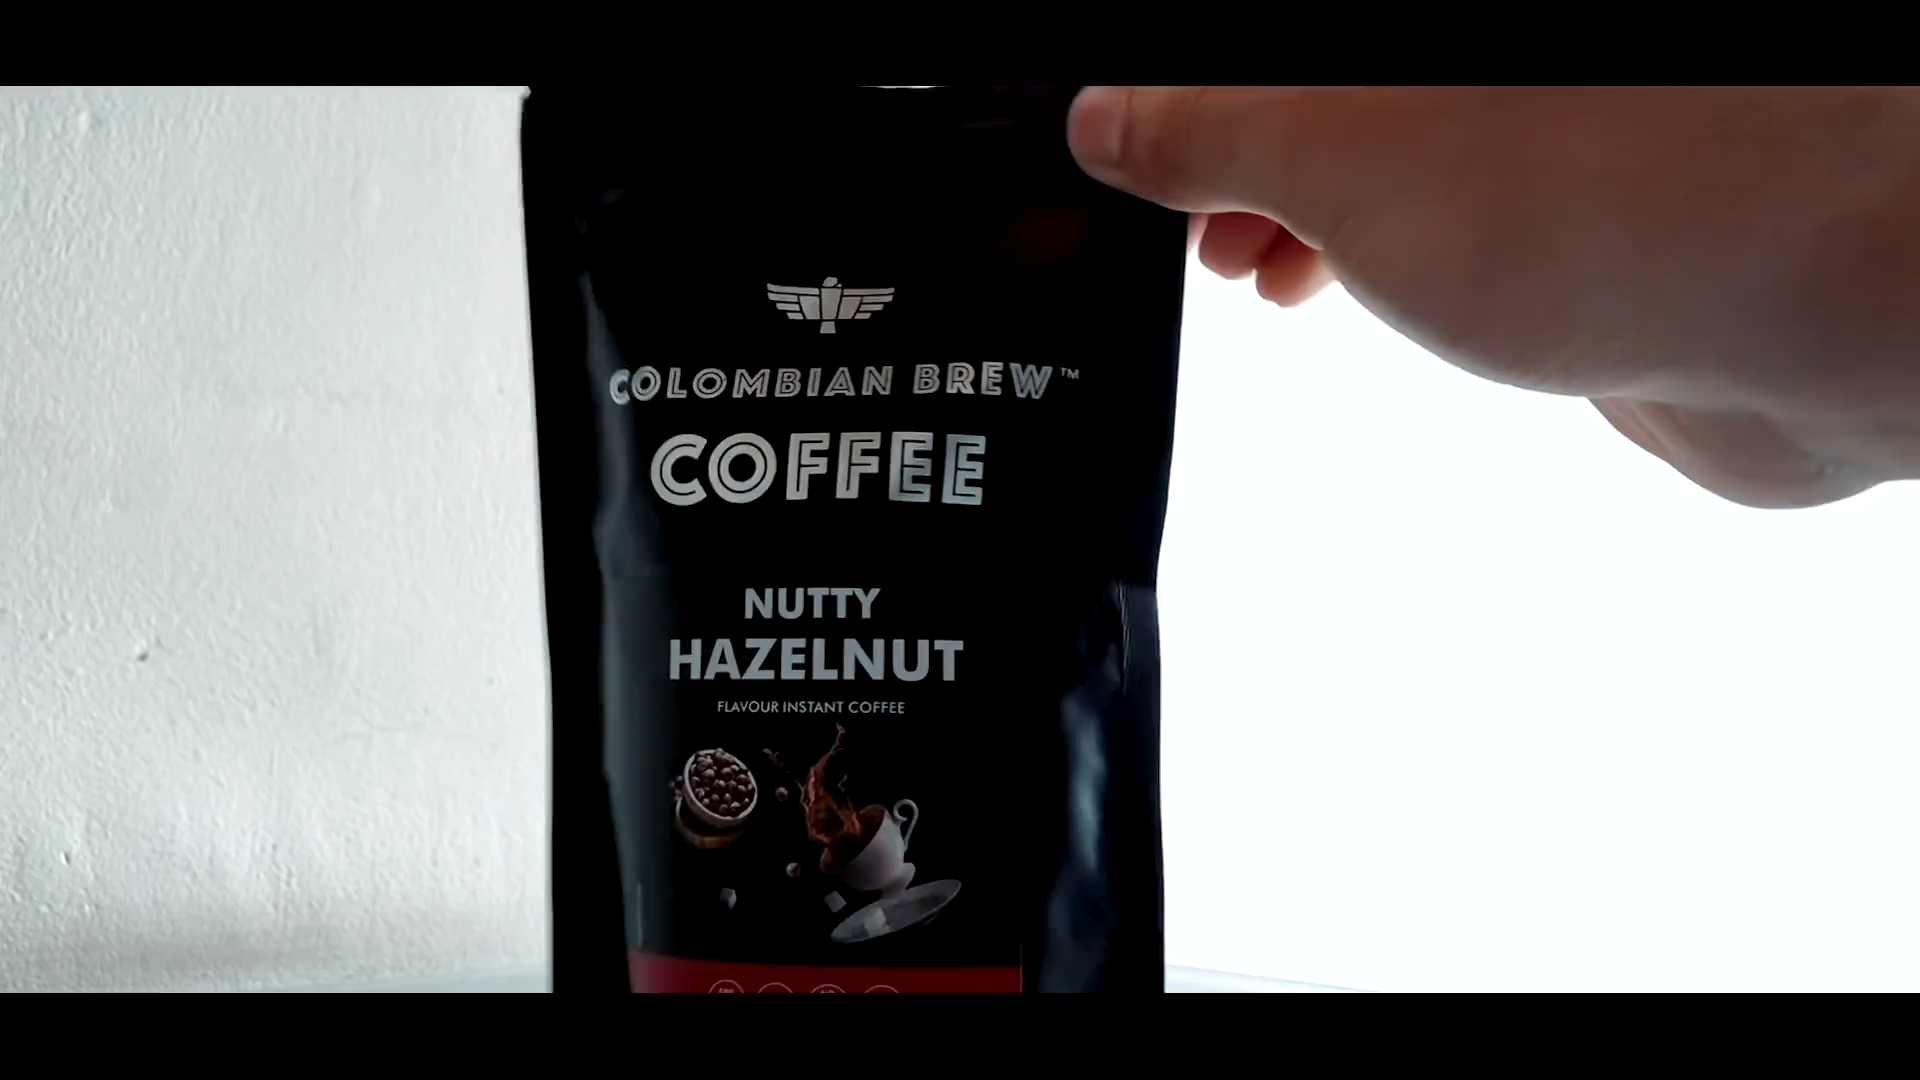 COLOMBIAN BREW™
COFFEE
NUTTY
HAZELNUT
FLAVOUR INSTANT COFFEE